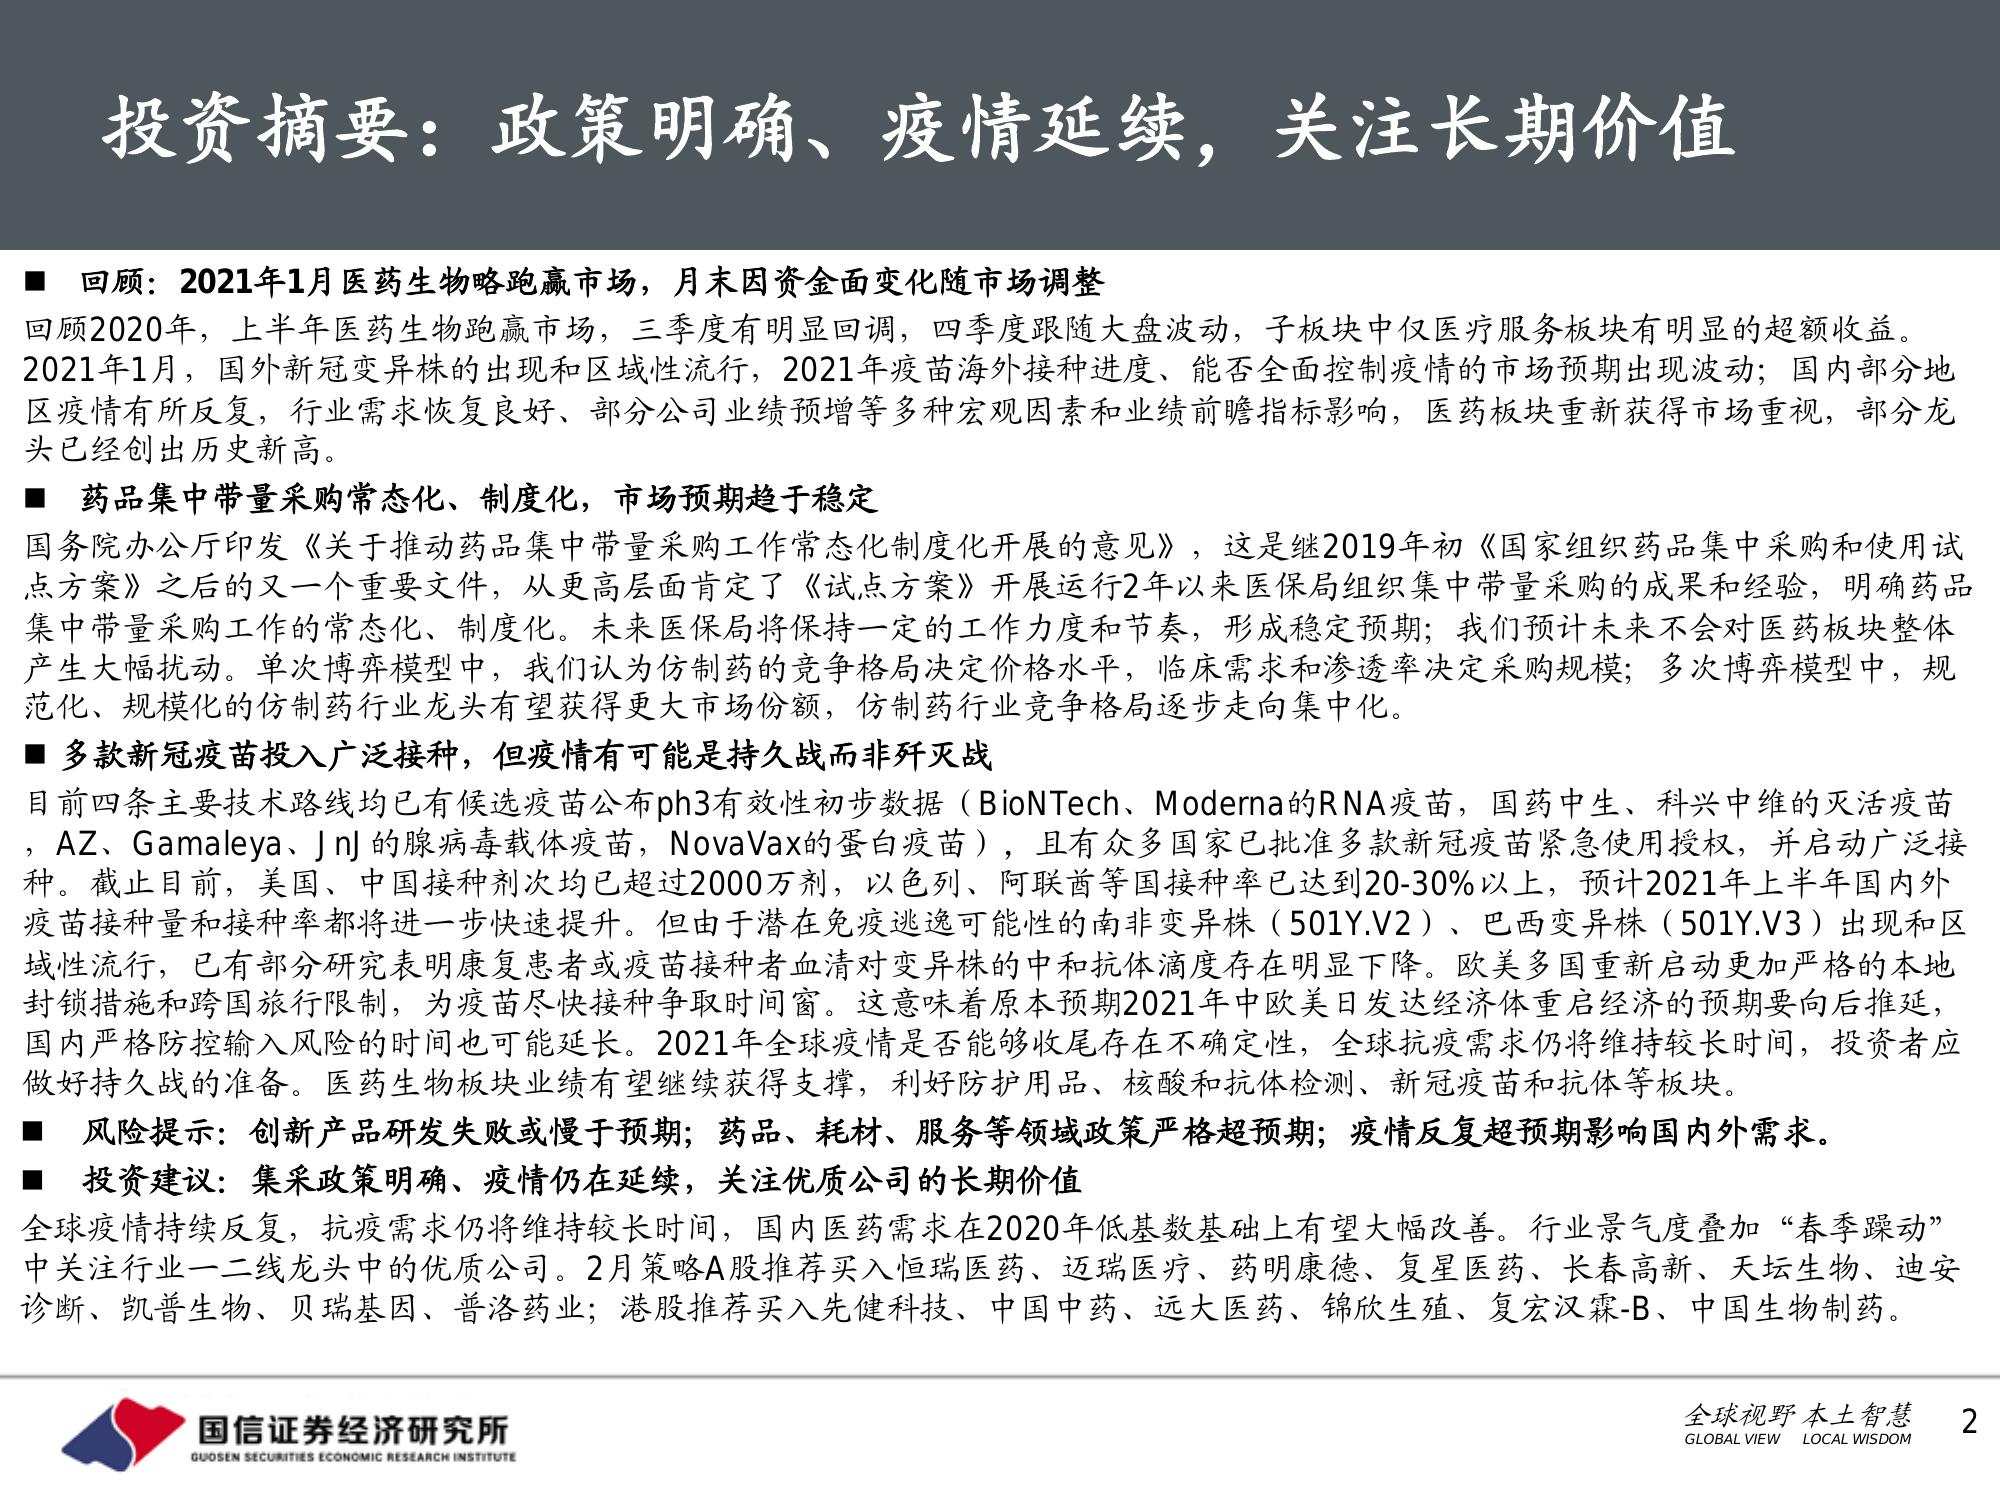 投资摘要：政策明确、疫情延续，关注长期价值
■ 回顾：2021年1月医药生物略跑赢市场，月末因资金面变化随市场调整
回顾2020年，上半年医药生物跑赢市场，三季度有明显回调，四季度跟随大盘波动，子板块中仅医疗服务板块有明显的超额收益。
2021年1月，国外新冠变异株的出现和区域性流行，2021年疫苗海外接种进度、能否全面控制疫情的市场预期出现波动；国内部分地
区疫情有所反复，行业需求恢复良好、部分公司业绩预增等多种宏观因素和业绩前瞻指标影响，医药板块重新获得市场重视，部分龙
头已经创出历史新高。
■ 药品集中带量采购常态化、制度化，市场预期趋于稳定
国务院办公厅印发《关于推动药品集中带量采购工作常态化制度化开展的意见》，这是继2019年初《国家组织药品集中采购和使用试
点方案》之后的又一个重要文件，从更高层面肯定了《试点方案》开展运行2年以来医保局组织集中带量采购的成果和经验，明确药品
集中带量采购工作的常态化、制度化。未来医保局将保持一定的工作力度和节奏，形成稳定预期；我们预计未来不会对医药板块整体
产生大幅扰动。单次博弈模型中，我们认为仿制药的竞争格局决定价格水平，临床需求和渗透率决定采购规模；多次博弈模型中，规
范化、规模化的仿制药行业龙头有望获得更大市场份额，仿制药行业竞争格局逐步走向集中化。
■ 多款新冠疫苗投入广泛接种，但疫情有可能是持久战而非歼灭战
目前四条主要技术路线均已有候选疫苗公布ph3有效性初步数据（BioNTech、Moderna的RNA疫苗，国药中生、科兴中维的灭活疫苗
，AZ、Gamaleya、JnJ的腺病毒载体疫苗，NovaVax的蛋白疫苗），且有众多国家已批准多款新冠疫苗紧急使用授权，并启动广泛接
种。截止目前，美国、中国接种剂次均已超过2000万剂，以色列、阿联酋等国接种率已达到20-30%以上，预计2021年上半年国内外
疫苗接种量和接种率都将进一步快速提升。但由于潜在免疫逃逸可能性的南非变异株（501Y.V2）、巴西变异株（501Y.V3）出现和区
域性流行，已有部分研究表明康复患者或疫苗接种者血清对变异株的中和抗体滴度存在明显下降。欧美多国重新启动更加严格的本地
封锁措施和跨国旅行限制，为疫苗尽快接种争取时间窗。这意味着原本预期2021年中欧美日发达经济体重启经济的预期要向后推延，
国内严格防控输入风险的时间也可能延长。2021年全球疫情是否能够收尾存在不确定性，全球抗疫需求仍将维持较长时间，投资者应
做好持久战的准备。医药生物板块业绩有望继续获得支撑，利好防护用品、核酸和抗体检测、新冠疫苗和抗体等板块。
■ 风险提示：创新产品研发失败或慢于预期；药品、耗材、服务等领域政策严格超预期；疫情反复超预期影响国内外需求。
■ 投资建议：集采政策明确、疫情仍在延续，关注优质公司的长期价值
全球疫情持续反复，抗疫需求仍将维持较长时间，国内医药需求在2020年低基数基础上有望大幅改善。行业景气度叠加“春季躁动”
中关注行业一二线龙头中的优质公司。2月策略A股推荐买入恒瑞医药、迈瑞医疗、药明康德、复星医药、长春高新、天坛生物、迪安
诊断、凯普生物、贝瑞基因、普洛药业；港股推荐买入先健科技、中国中药、远大医药、锦欣生殖、复宏汉霖-B、中国生物制药。
国信证券经济研究所
GUOSEN SECURITIES ECONOMIC RESEARCH INSTITUTE
全球视野 本土智慧
GLOBAL VIEW LOCAL WISDOM
2